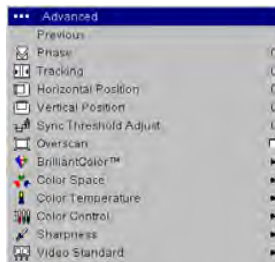 Advanced
Previous
Phase
Tracking
Horizontal Position
Vertical Position
Sync Threshold Adjust
Overscan
BrilliantColor™
Color Space
Color Temperature
Color Control
Sharpness
Video Standard